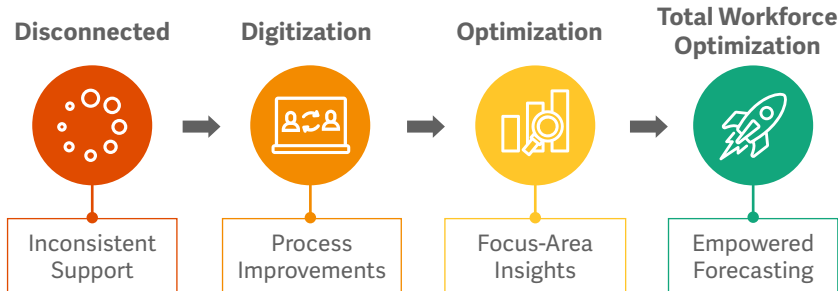 Disconnected
Digitization
Optimization
Total Workforce
Optimization
Inconsistent
Support
Process
Improvements
Focus-Area
Insights
Empowered
Forecasting